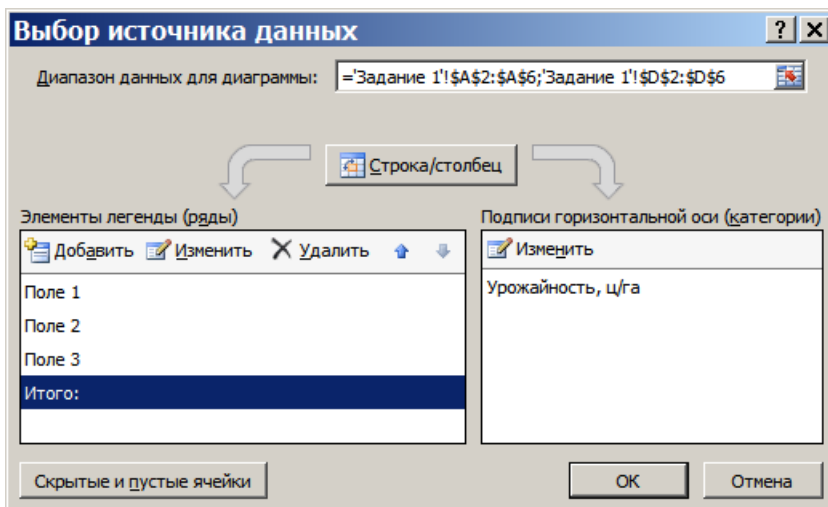 Выбор источника данных
Диапазон данных для диаграммы: ='Задание 1'!$A$2:$A$6;'Задание 1'!$D$2:$D$6
Строка/столбец
Элементы легенды (ряды)
Добавить Изменить Удалить
Поле 1
Поле 2
Поле 3
Итого:
Подписи горизонтальной оси (категории)
Изменить
Урожайность, ц/га
Скрытые и пустые ячейки
ОК Отмена